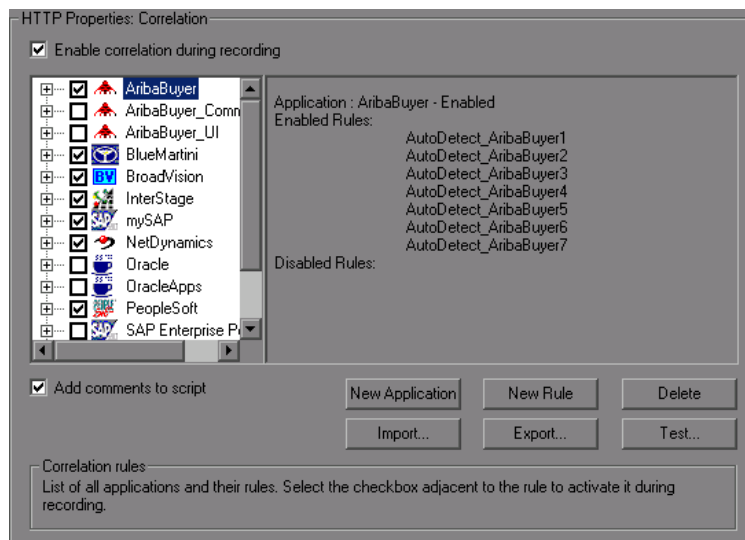 HTTP Properties: Correlation
Enable correlation during recording
AribaBuyer
AribaBuyer_Comm
AribaBuyer_UI
BlueMartini
BV BroadVision
InterStage
SAP mySAP
NetDynamics
Oracle
OracleApps
PeopleSoft
SAP SAP Enterprise P
Application : AribaBuyer - Enabled
Enabled Rules:
AutoDetect_AribaBuyer1
AutoDetect_AribaBuyer2
AutoDetect_AribaBuyer3
AutoDetect_AribaBuyer4
AutoDetect_AribaBuyer5
AutoDetect_AribaBuyer6
AutoDetect_AribaBuyer7
Disabled Rules:
Add comments to script
New Application New Rule Delete
Import... Export... Test...
Correlation rules
List of all applications and their rules. Select the checkbox adjacent to the rule to activate it during
recording.